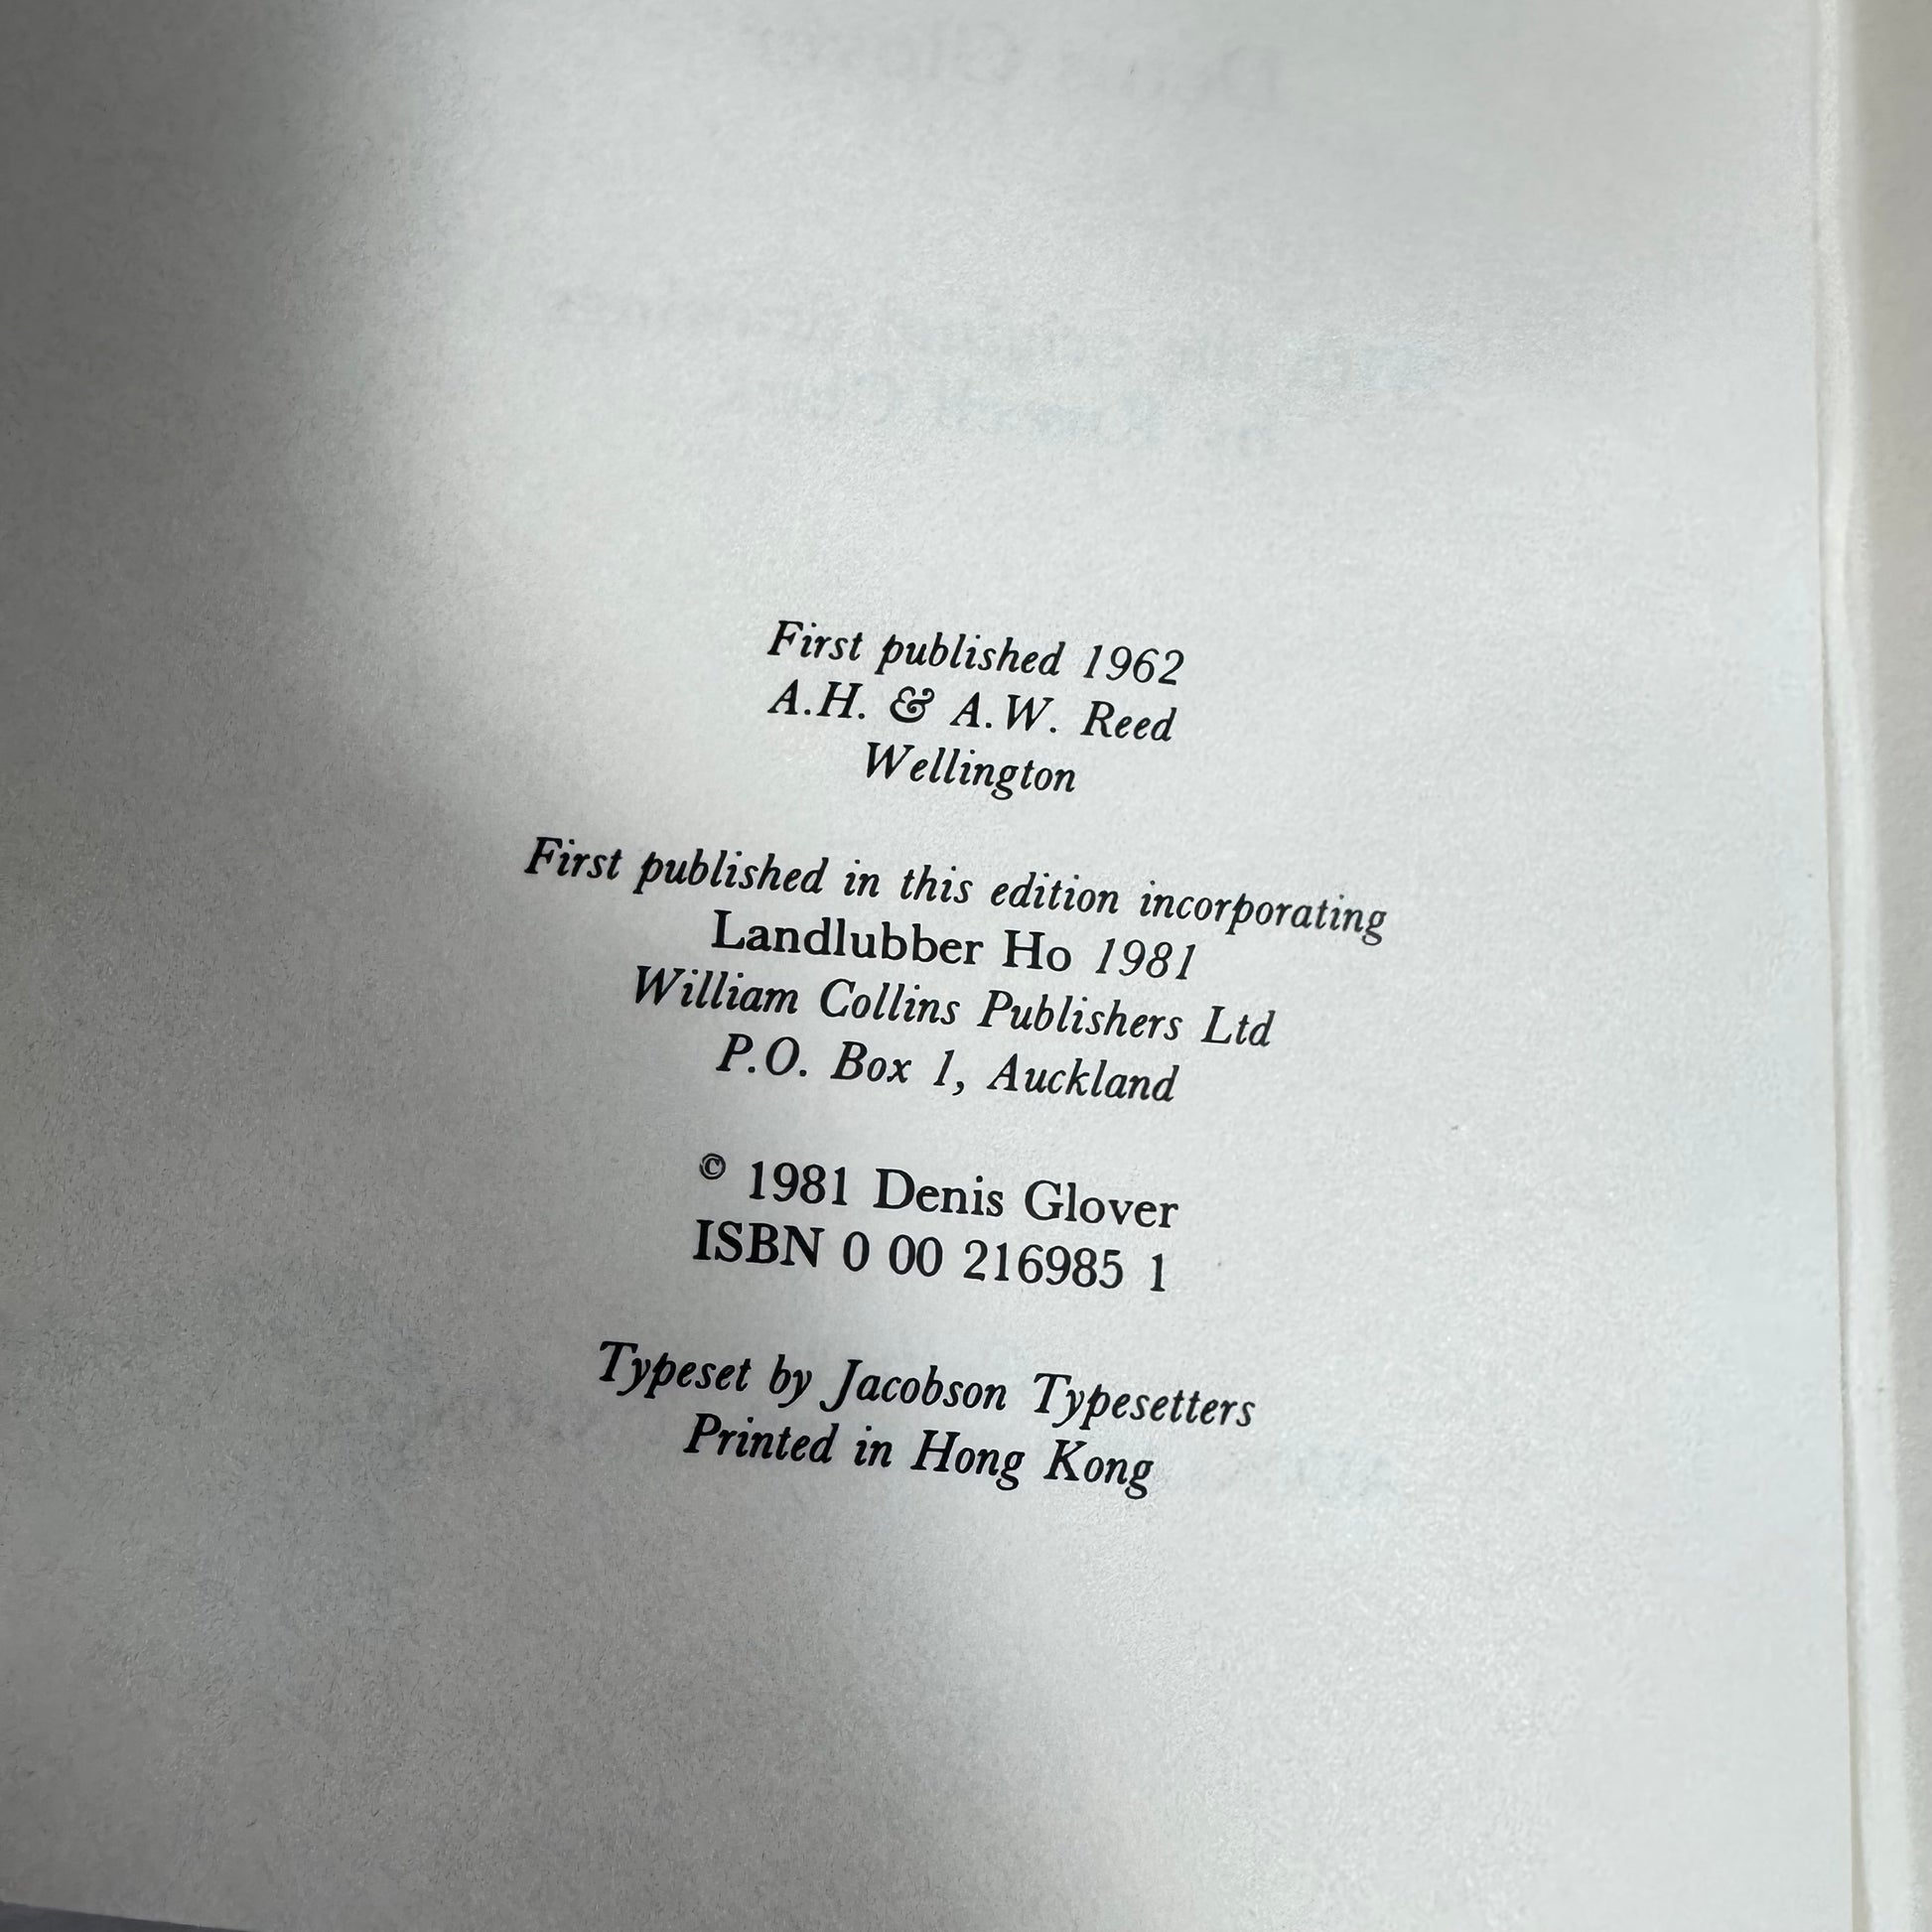 First published 1962
A.H. & A.W. Reed
Wellington
First published in this edition incorporating
Landlubber Ho 1981
William Collins Publishers Ltd
P.O. Box 1, Auckland
© 1981 Denis Glover
ISBN 0 00 216985 1
Typeset by Jacobson Typesetters
Printed in Hong Kong